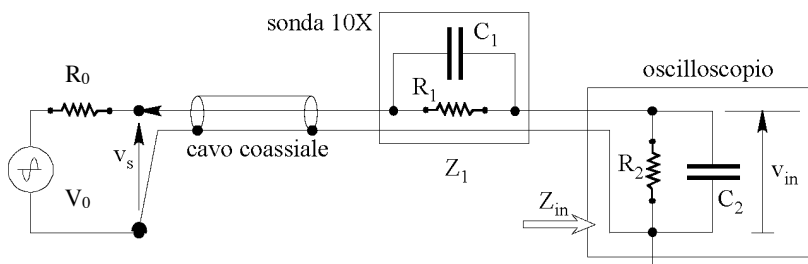 sonda 10X
C1
R0
R1
oscilloscopio
cavo coassiale
vs
V0
Z1
Zin
R2
C2
vin